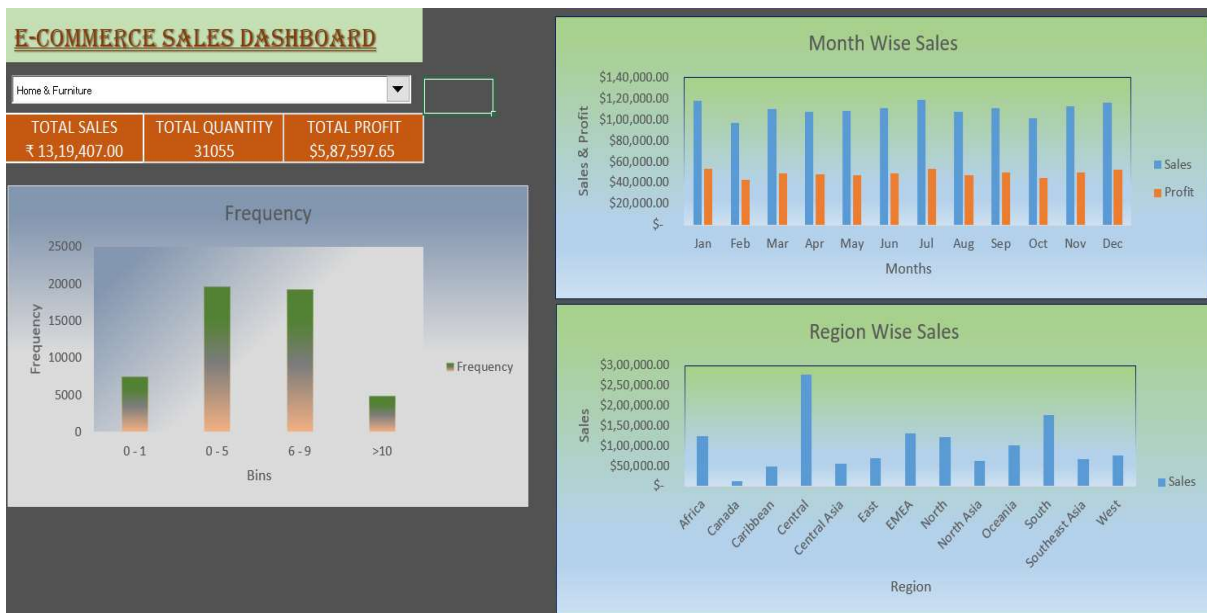 E-COMMERCE SALES DASHBOARD
Home & Furniture
TOTAL SALES TOTAL QUANTITY TOTAL PROFIT
₹ 13,19,407.00 31055 $5,87,597.65
Frequency
25000
20000
15000
10000
5000
0
Frequency
0 - 1 0 - 5 6 - 9 >10
Bins
Frequency
Month Wise Sales
$1,40,000.00
$1,20,000.00
$1,00,000.00
$80,000.00
$60,000.00
$40,000.00
$20,000.00
$-
Sales & Profit
Jan Feb Mar Apr May Jun Jul Aug Sep Oct Nov Dec
Months
Sales
Profit
Region Wise Sales
$3,00,000.00
$2,50,000.00
$2,00,000.00
$1,50,000.00
$1,00,000.00
$50,000.00
$-
Sales
Africa Canada Caribbean Central Central Asia East EMEA North North Asia Oceania South Southeast Asia West
Region
Sales